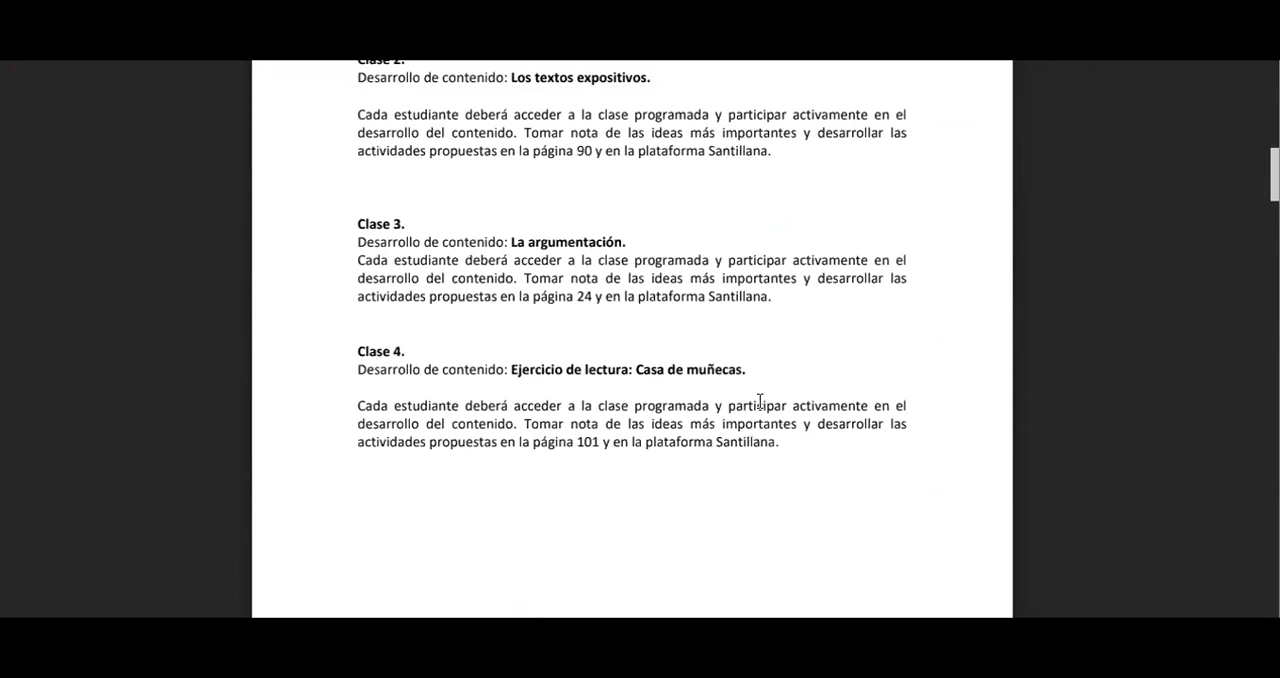 Clase 2.
Desarrollo de contenido: Los textos expositivos.
Cada estudiante deberá acceder a la clase programada y participar activamente en el
desarrollo del contenido. Tomar nota de las ideas más importantes y desarrollar las
actividades propuestas en la página 90 y en la plataforma Santillana.
Clase 3.
Desarrollo de contenido: La argumentación.
Cada estudiante deberá acceder a la clase programada y participar activamente en el
desarrollo del contenido. Tomar nota de las ideas más importantes y desarrollar las
actividades propuestas en la página 24 y en la plataforma Santillana.
Clase 4.
Desarrollo de contenido: Ejercicio de lectura: Casa de muñecas.
Cada estudiante deberá acceder a la clase programada y participar activamente en el
desarrollo del contenido. Tomar nota de las ideas más importantes y desarrollar las
actividades propuestas en la página 101 y en la plataforma Santillana.